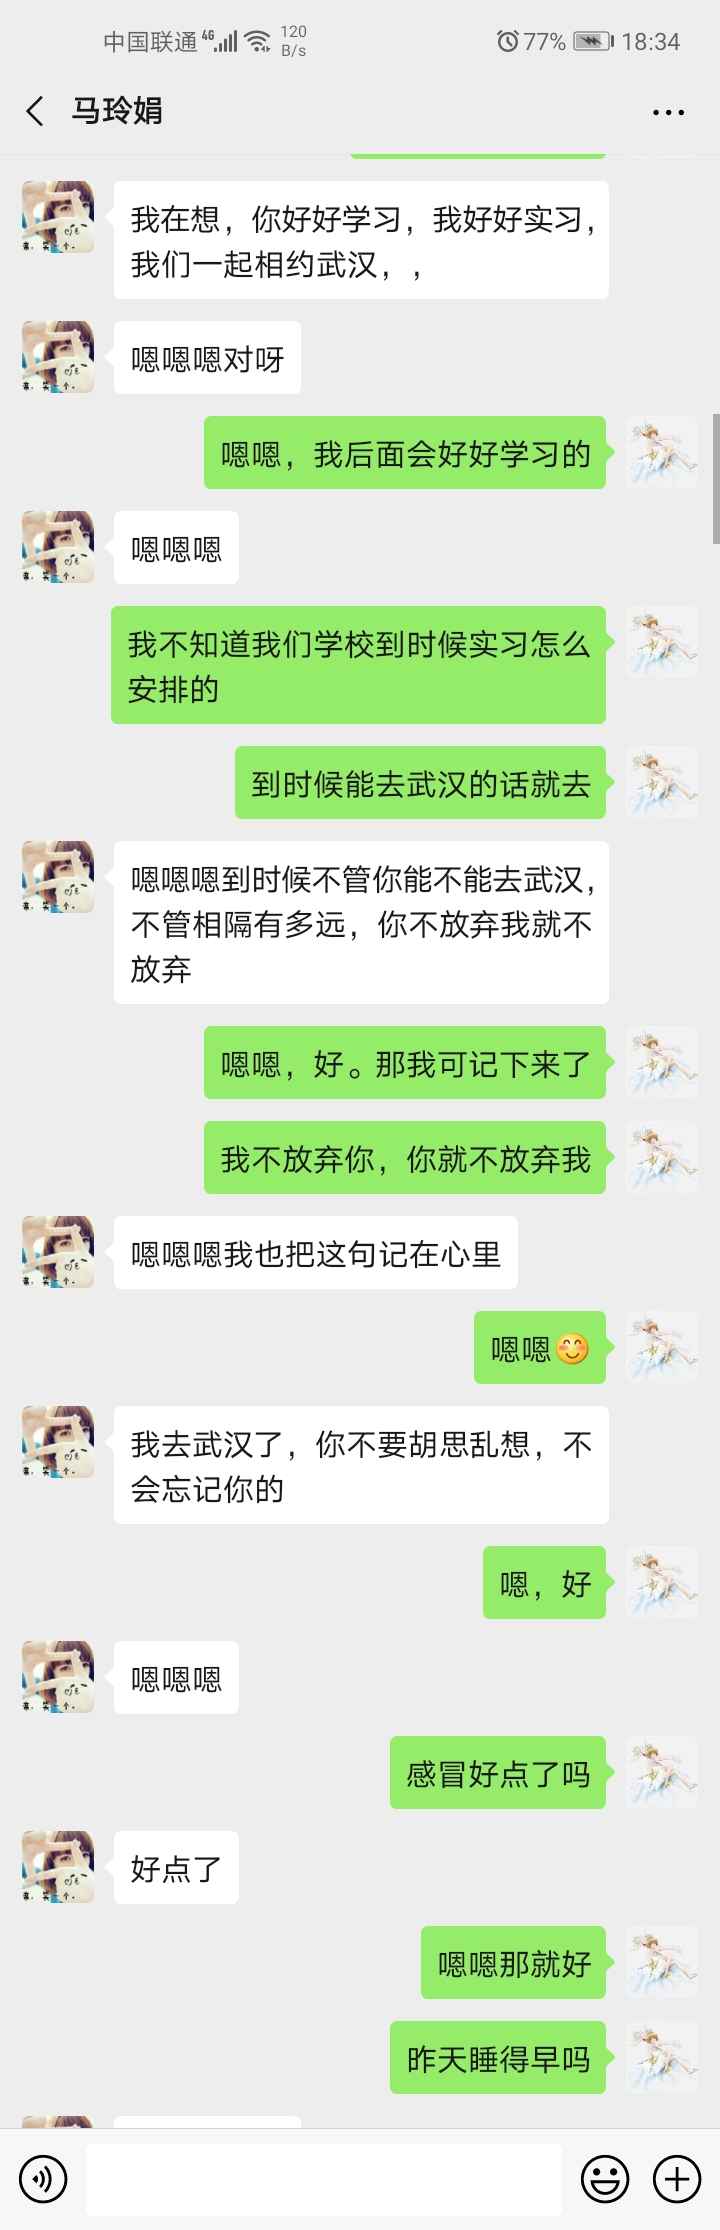 中国联通 4G 120 B/s 77% 18:34
马玲娟
我在想，你好好学习，我好好实习，
我们一起相约武汉，，
嗯嗯嗯对呀
嗯嗯，我后面会好好学习的
嗯嗯嗯
我不知道我们学校到时候实习怎么
安排的
到时候能去武汉的话就去
嗯嗯嗯到时候不管你能不能去武汉，
不管相隔有多远，你不放弃我就不
放弃
嗯嗯，好。那我可记下来了
我不放弃你，你就不放弃我
嗯嗯嗯我也把这句记在心里
嗯嗯😊
我去武汉了，你不要胡思乱想，不
会忘记你的
嗯，好
嗯嗯嗯
感冒好点了吗
好点了
嗯嗯那就好
昨天睡得早吗